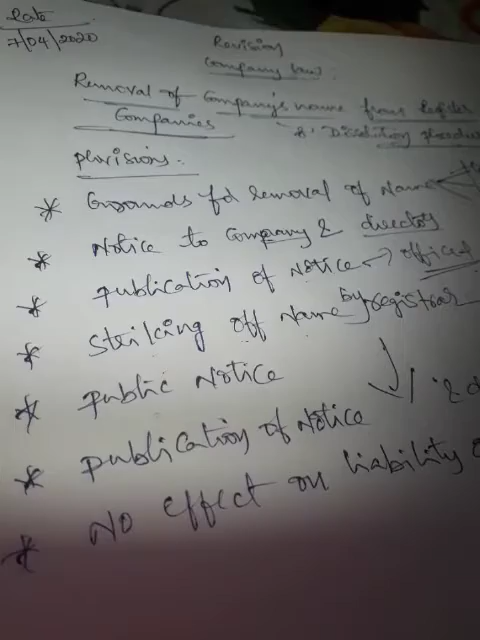 Date
7/04/2020
Revision
Company law
Removal of Company's name from Register
Companies & Dissolution
provisions.
* Grounds for removal of Name
* Notice to Company & director
* publication of Notice → official
* striking off Name by registrar
* public Notice
* publication of Notice
* No effect on liability